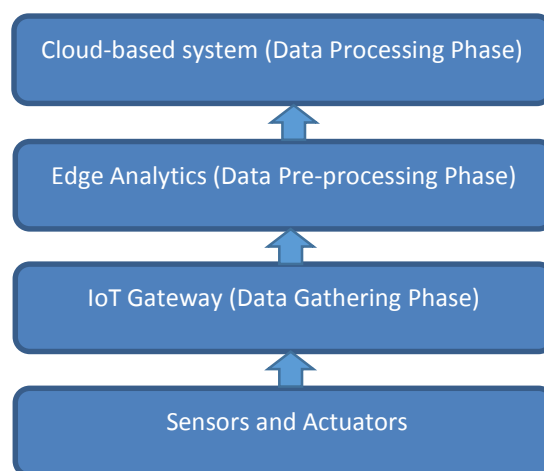 Cloud-based system (Data Processing Phase)
Edge Analytics (Data Pre-processing Phase)
IoT Gateway (Data Gathering Phase)
Sensors and Actuators